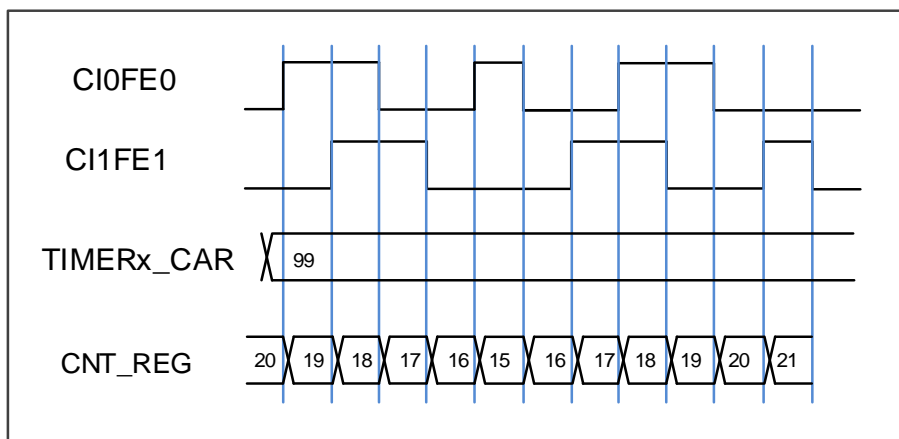 CI0FE0
CI1FE1
TIMERx_CAR 99
CNT_REG 20 19 18 17 16 15 16 17 18 19 20 21